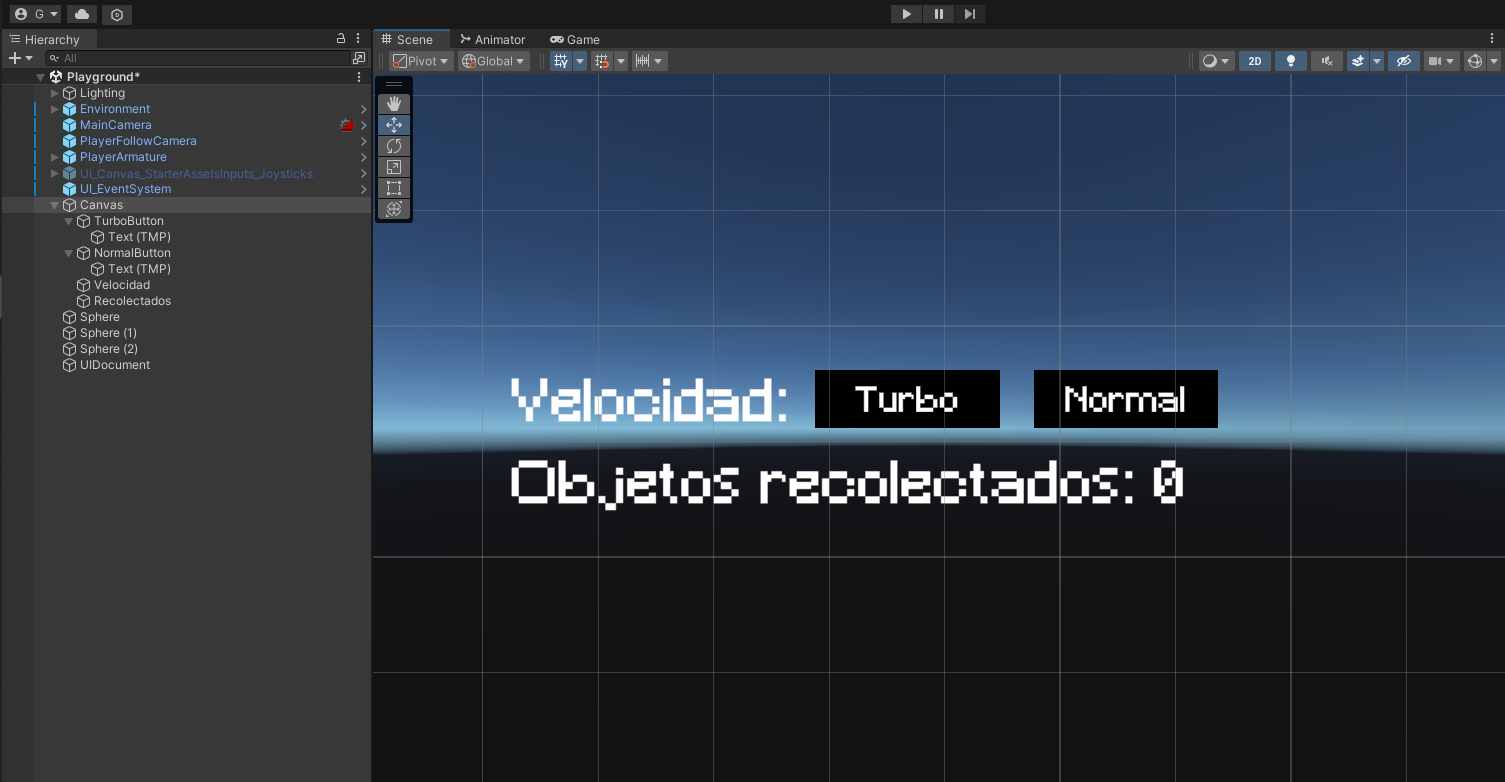 G
Hierarchy
All
Playground*
Lighting
Environment
MainCamera
PlayerFollowCamera
PlayerArmature
UI_Canvas_StarterAssetsInputs_Joysticks
UI_EventSystem
Canvas
TurboButton
Text (TMP)
NormalButton
Text (TMP)
Velocidad
Recolectados
Sphere
Sphere (1)
Sphere (2)
UIDocument
Scene Animator Game
Pivot Global 2D
Velocidad: Turbo Normal
Objetos recolectados: 0